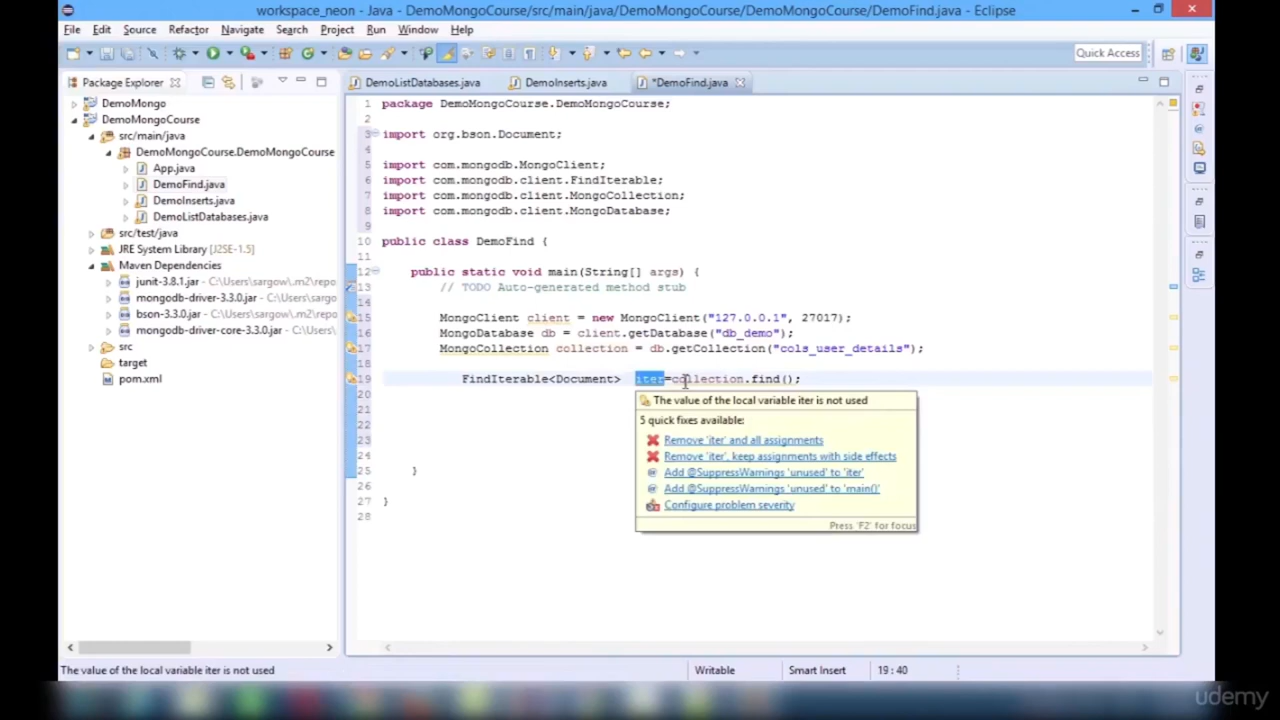 workspace_neon - Java - DemoMongoCourse/src/main/java/DemoMongoCourse/DemoMongoCourse/DemoFind.java - Eclipse
File Edit Source Refactor Navigate Search Project Run Window Help
Quick Access
Package Explorer
DemoListDatabases.java DemoInserts.java *DemoFind.java
DemoMongo
DemoMongoCourse
src/main/java
DemoMongoCourse.DemoMongoCourse
App.java
DemoFind.java
DemoInserts.java
DemoListDatabases.java
src/test/java
JRE System Library [J2SE-1.5]
Maven Dependencies
junit-3.8.1.jar - C:\Users\sargow\.m2\repo
mongodb-driver-3.3.0.jar - C:\Users\sargo
bson-3.3.0.jar - C:\Users\sargow\.m2\repo
mongodb-driver-core-3.3.0.jar - C:\Users\
src
target
pom.xml
1 package DemoMongoCourse.DemoMongoCourse;
2
3 import org.bson.Document;
4
5 import com.mongodb.MongoClient;
6 import com.mongodb.client.FindIterable;
7 import com.mongodb.client.MongoCollection;
8 import com.mongodb.client.MongoDatabase;
9
10 public class DemoFind {
11
12 public static void main(String[] args) {
13 // TODO Auto-generated method stub
14
15 MongoClient client = new MongoClient("127.0.0.1", 27017);
16 MongoDatabase db = client.getDatabase("db_demo");
17 MongoCollection collection = db.getCollection("cols_user_details");
18
19 FindIterable<Document> iter=collection.find();
20
21
22
23
24
25 }
26
27 }
28
The value of the local variable iter is not used
5 quick fixes available:
Remove 'iter' and all assignments
Remove 'iter', keep assignments with side effects
Add @SuppressWarnings 'unused' to 'iter'
Add @SuppressWarnings 'unused' to 'main()'
Configure problem severity
Press 'F2' for focus
The value of the local variable iter is not used
Writable
Smart Insert
19 : 40
udemy